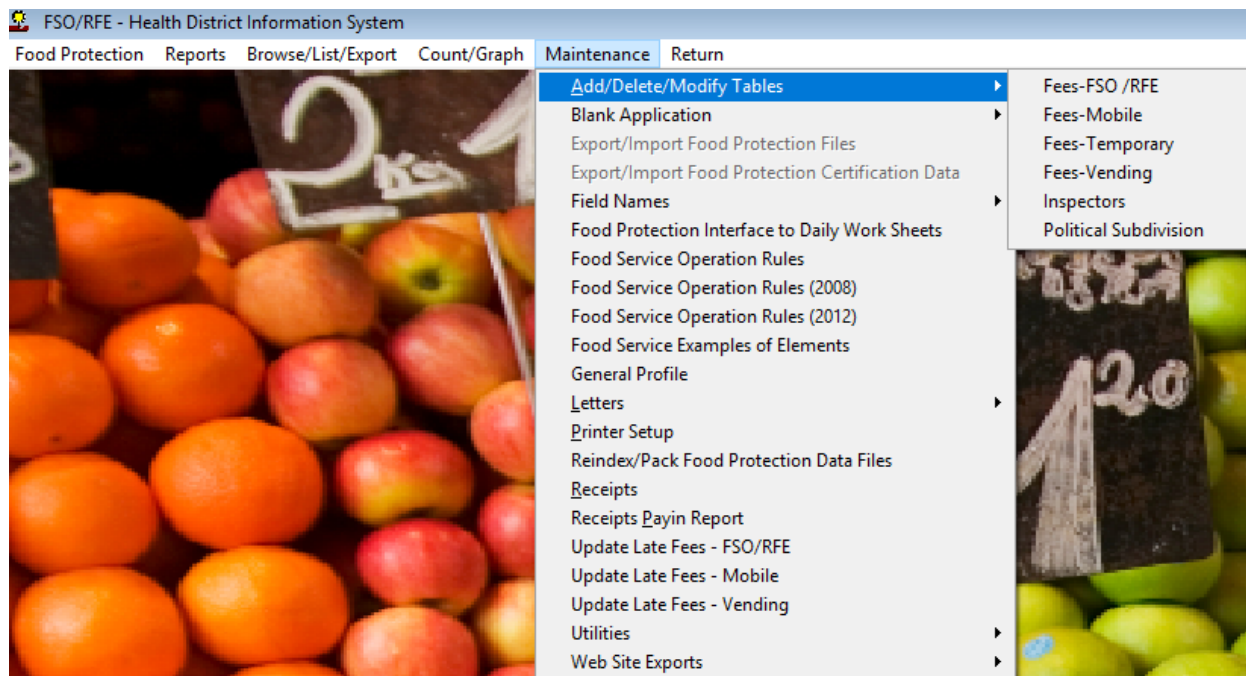 FSO/RFE - Health District Information System
Food Protection Reports Browse/List/Export Count/Graph Maintenance Return
Add/Delete/Modify Tables
Blank Application
Export/Import Food Protection Files
Export/Import Food Protection Certification Data
Field Names
Food Protection Interface to Daily Work Sheets
Food Service Operation Rules
Food Service Operation Rules (2008)
Food Service Operation Rules (2012)
Food Service Examples of Elements
General Profile
Letters
Printer Setup
Reindex/Pack Food Protection Data Files
Receipts
Receipts Payin Report
Update Late Fees - FSO/RFE
Update Late Fees - Mobile
Update Late Fees - Vending
Utilities
Web Site Exports
Fees-FSO /RFE
Fees-Mobile
Fees-Temporary
Fees-Vending
Inspectors
Political Subdivision
2 Kg 1
1 20